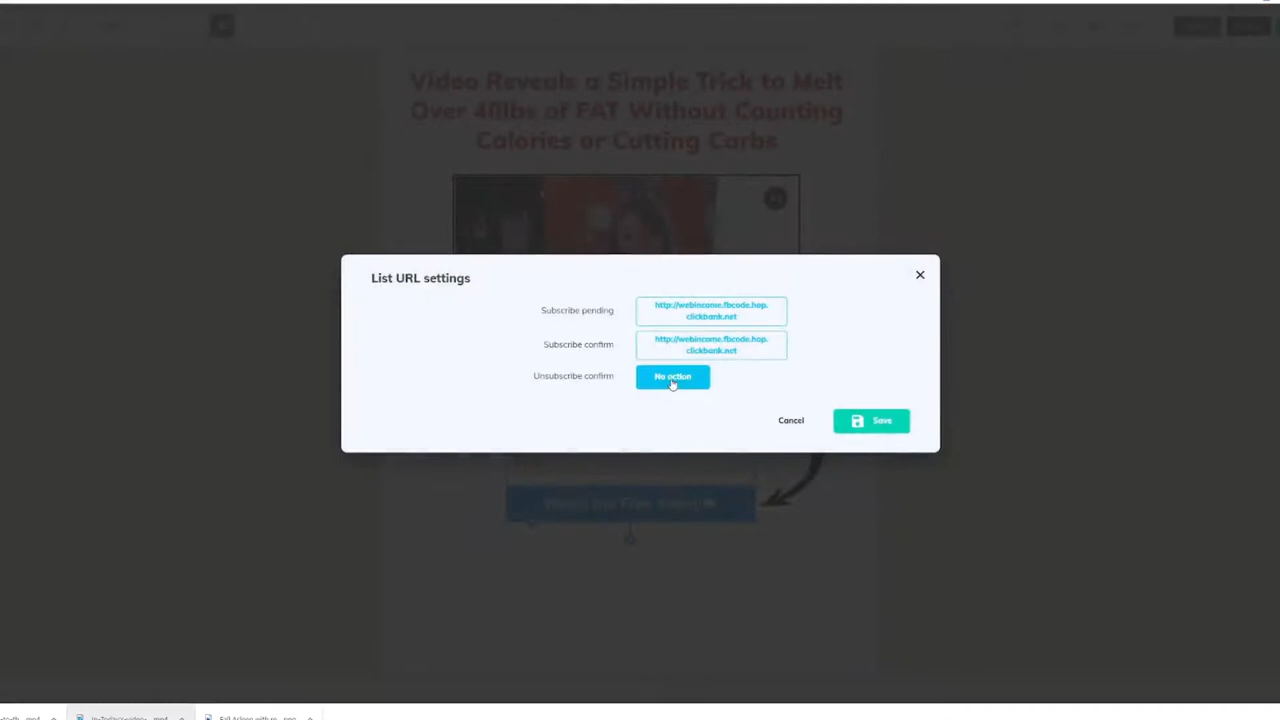 Video Reveals a Simple Trick to Melt
Over 40lbs of FAT Without Counting
Calories or Cutting Carbs
List URL settings
Subscribe pending
http://webincome.fbcode.hop.
clickbank.net
Subscribe confirm
http://webincome.fbcode.hop.
clickbank.net
Unsubscribe confirm
No action
Cancel
Save